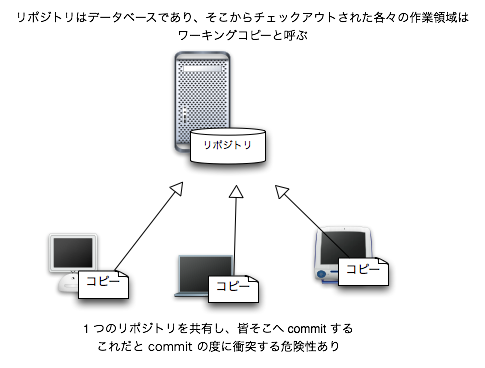 リポジトリはデータベースであり、そこからチェックアウトされた各々の作業領域は
ワーキングコピーと呼ぶ
リポジトリ
コピー
コピー
コピー
1つのリポジトリを共有し、皆そこへ commit する
これだと commit の度に衝突する危険性あり